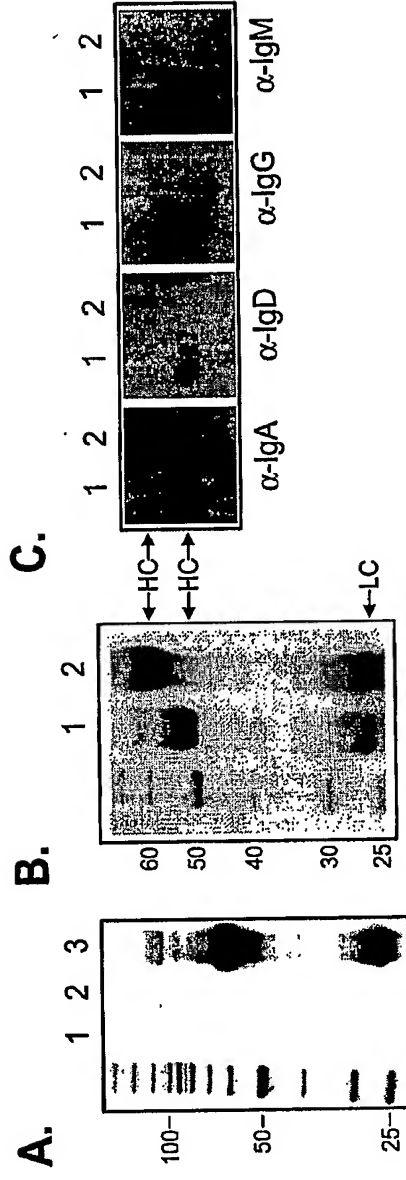 A.
1 2 3
100-
50-
25-
B.
1 2
60
50
40
30
25
←HC→
←HC→
←LC
C.
1 2 1 2 1 2 1 2
α-IgA α-IgD α-IgG α-IgM